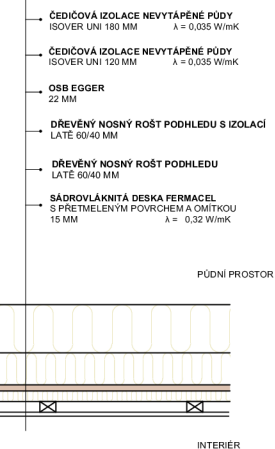 ČEDIČOVÁ IZOLACE NEVYTÁPĚNÉ PŮDY
ISOVER UNI 180 MM λ = 0,035 W/mK
ČEDIČOVÁ IZOLACE NEVYTÁPĚNÉ PŮDY
ISOVER UNI 120 MM λ = 0,035 W/mK
OSB EGGER
22 MM
DŘEVĚNÝ NOSNÝ ROŠT PODHLEDU S IZOLACÍ
LATĚ 60/40 MM
DŘEVĚNÝ NOSNÝ ROŠT PODHLEDU
LATĚ 60/40 MM
SÁDROVLÁKNITÁ DESKA FERMACEL
S PŘETMELENÝM POVRCHEM A OMÍTKOU
15 MM λ = 0,32 W/mK
PŮDNÍ PROSTOR
INTERIÉR